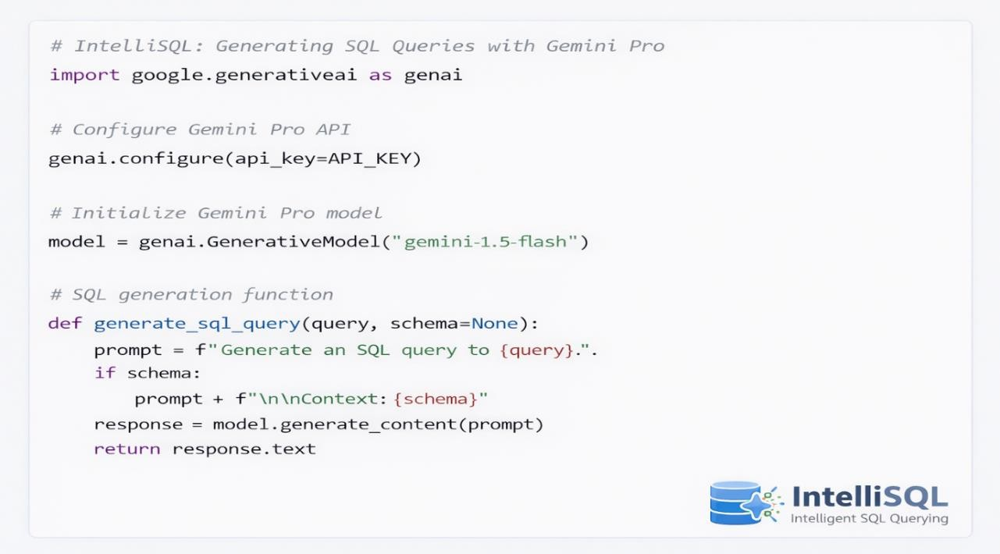 # IntelliSQL: Generating SQL Queries with Gemini Pro
import google.generativeai as genai
# Configure Gemini Pro API
genai.configure(api_key=API_KEY)
# Initialize Gemini Pro model
model = genai.GenerativeModel("gemini-1.5-flash")
# SQL generation function
def generate_sql_query(query, schema=None):
    prompt = f"Generate an SQL query to {query}.".
    if schema:
        prompt + f"\n\nContext: {schema}"
    response = model.generate_content(prompt)
    return response.text
IntelliSQL
Intelligent SQL Querying